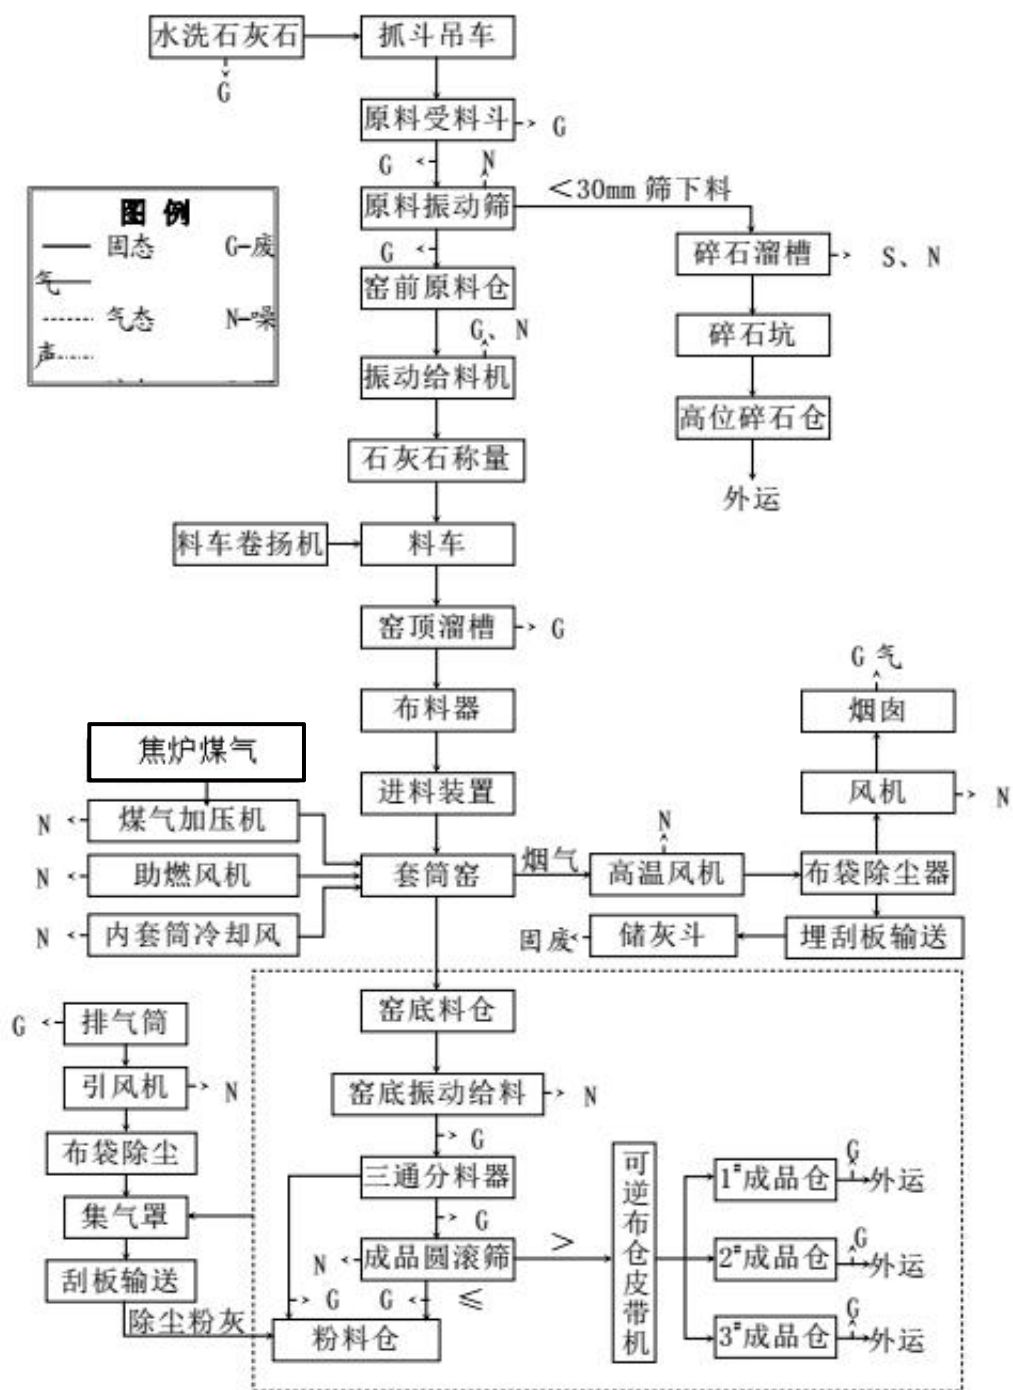 水洗石灰石
抓斗吊车
G
原料受料斗
G
G
N
原料振动筛
<30mm 筛下料
图 例
固态 G-废
气
气态 N-噪
声
G
碎石溜槽
S、N
窑前原料仓
碎石坑
G、N
振动给料机
高位碎石仓
石灰石称量
外运
料车卷扬机
料车
窑顶溜槽
G
G 气
布料器
烟囱
焦炉煤气
进料装置
风机
N
N
煤气加压机
N
烟气
N
助燃风机
套筒窑
高温风机
布袋除尘器
N
内套筒冷却风
固废
储灰斗
埋刮板输送
G
排气筒
窑底料仓
引风机
N
窑底振动给料
N
G
布袋除尘
三通分料器
可逆布仓皮带机
1#成品仓
G
外运
集气罩
G
N
成品圆滚筛
>
2#成品仓
G
外运
刮板输送
G
G
≤
除尘粉灰
粉料仓
3#成品仓
G
外运